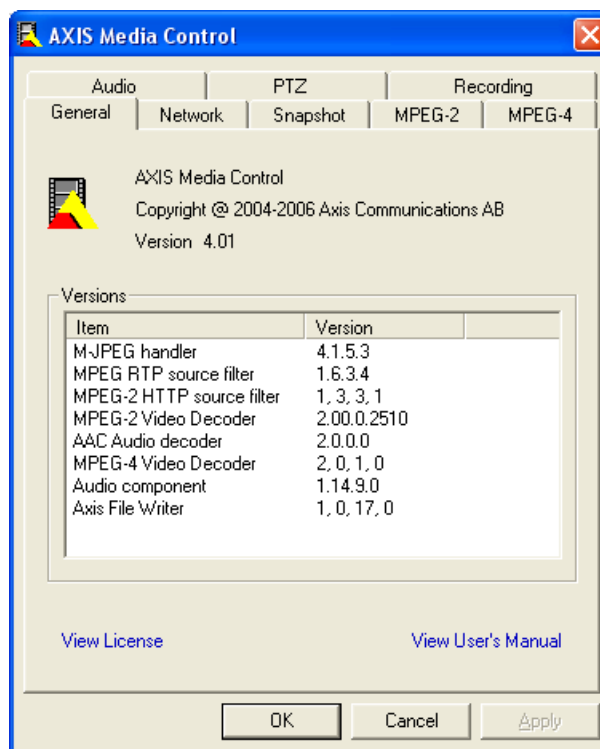 AXIS Media Control
Audio PTZ Recording
General Network Snapshot MPEG-2 MPEG-4
AXIS Media Control
Copyright @ 2004-2006 Axis Communications AB
Version 4.01
Versions
Item Version
M-JPEG handler 4.1.5.3
MPEG RTP source filter 1.6.3.4
MPEG-2 HTTP source filter 1, 3, 3, 1
MPEG-2 Video Decoder 2.00.0.2510
AAC Audio decoder 2.0.0.0
MPEG-4 Video Decoder 2, 0, 1, 0
Audio component 1.14.9.0
Axis File Writer 1, 0, 17, 0
View License View User's Manual
OK Cancel Apply